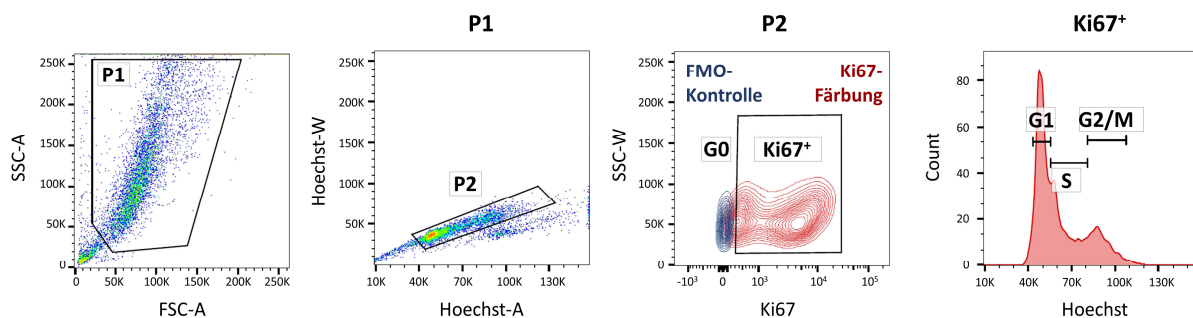 P1
P2
Ki67⁺
250K
200K
150K
100K
50K
0
SSC-A
P1
0
50K
100K
150K
200K
250K
FSC-A
250K
200K
150K
100K
50K
0
Hoechst-W
P2
10K
40K
70K
100K
130K
Hoechst-A
250K
200K
150K
100K
50K
0
SSC-W
FMO-
Kontrolle
Ki67-
Färbung
G0
Ki67⁺
-10³
0
10³
10⁴
10⁵
Ki67
80
60
40
20
0
Count
G1
G2/M
S
10K
40K
70K
100K
130K
Hoechst